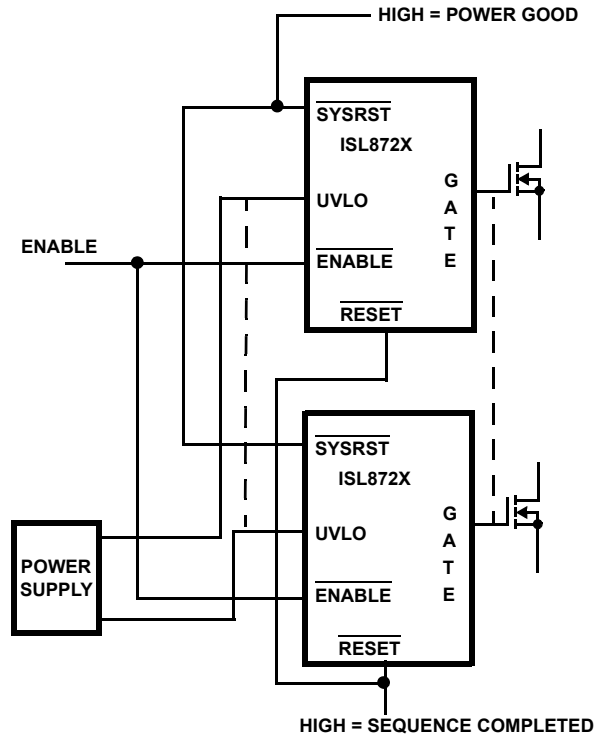 HIGH = POWER GOOD
SYSRST
ISL872X
UVLO
G
A
T
E
ENABLE
ENABLE
RESET
SYSRST
ISL872X
UVLO
G
A
T
E
POWER
SUPPLY
ENABLE
RESET
HIGH = SEQUENCE COMPLETED